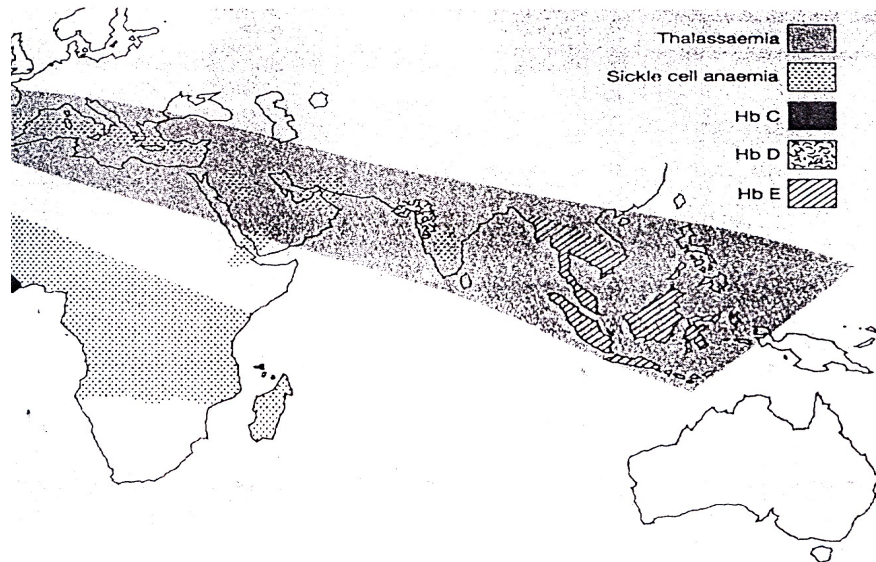 Thalassaemia
Sickle cell anaemia
Hb C
Hb D
Hb E